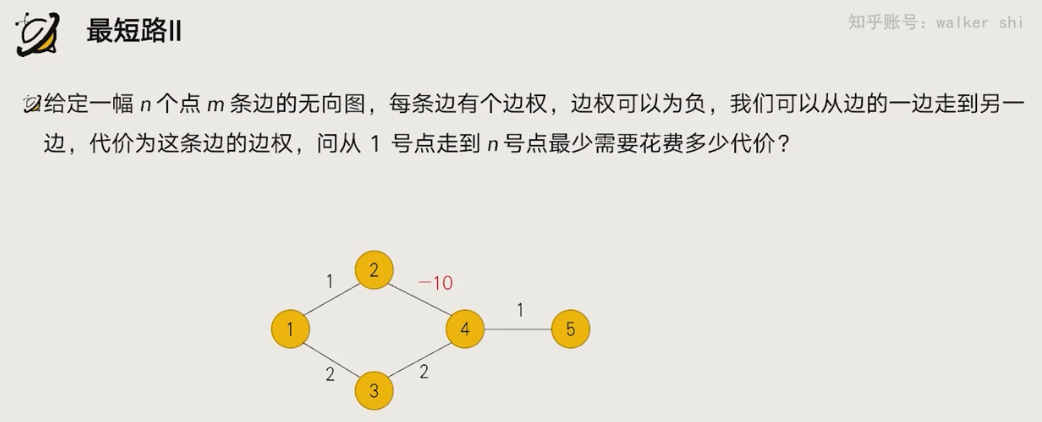 最短路II
知乎账号：walker shi
给定一幅 n 个点 m 条边的无向图，每条边有个边权，边权可以为负，我们可以从边的一边走到另一
边，代价为这条边的边权，问从 1 号点走到 n 号点最少需要花费多少代价？
2
1
-10
1
1
4
5
2
2
3